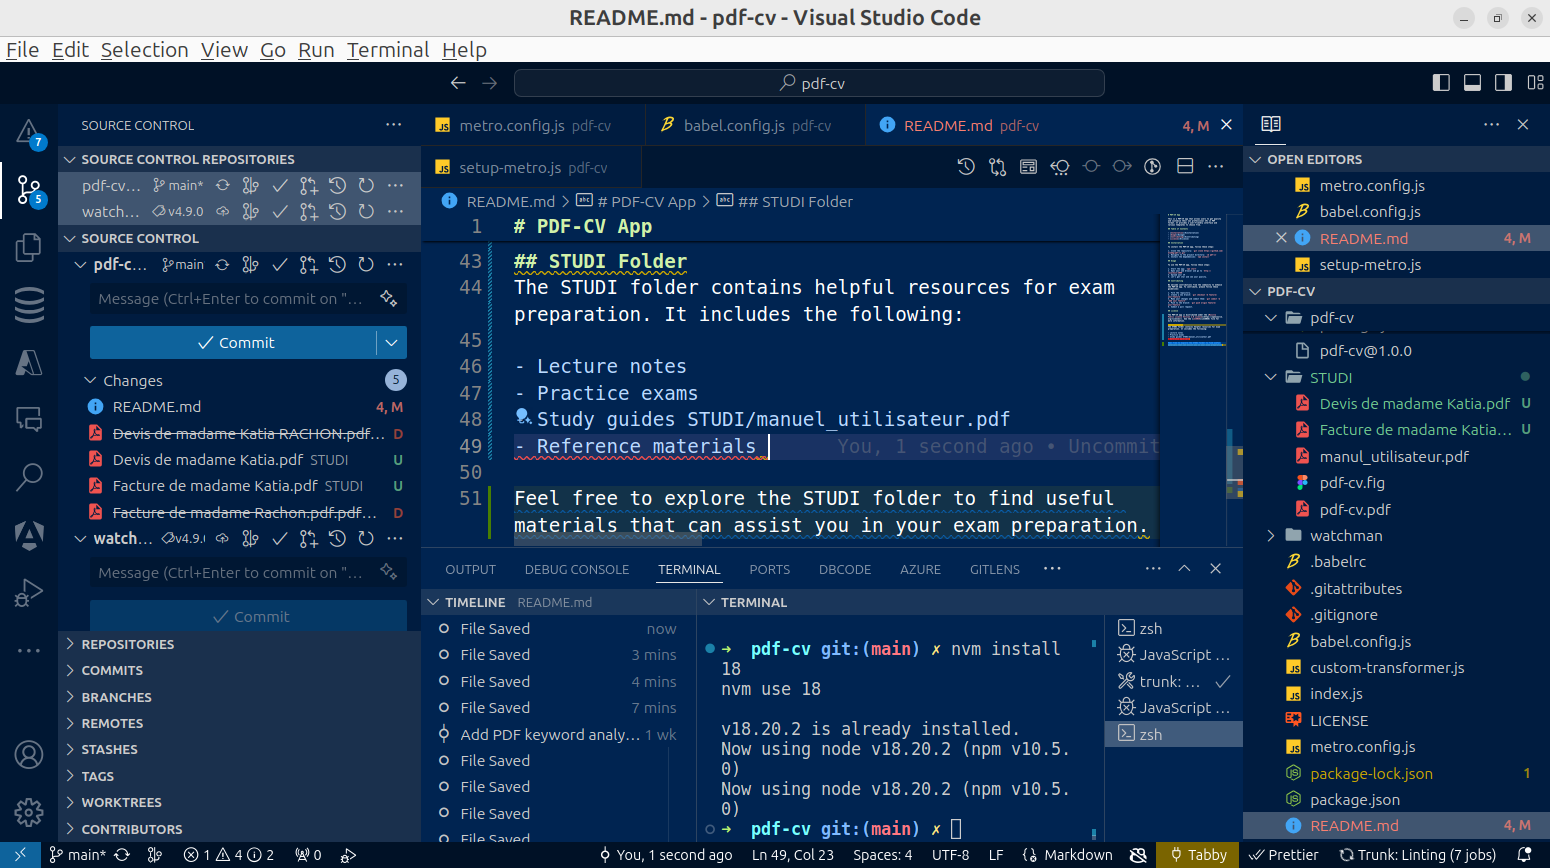 README.md - pdf-cv - Visual Studio Code
File Edit Selection View Go Run Terminal Help
pdf-cv
7
5
SOURCE CONTROL
SOURCE CONTROL REPOSITORIES
pdf-cv... main*
watch... v4.9.0
SOURCE CONTROL
pdf-c... main
Message (Ctrl+Enter to commit on "...
Commit
Changes 5
README.md 4, M
Devis de madame Katia RACHON.pdf... D
Devis de madame Katia.pdf STUDI U
Facture de madame Katia.pdf STUDI U
Facture de madame Rachon.pdf.pdf... D
watch... v4.9.
Message (Ctrl+Enter to commit on "...
Commit
REPOSITORIES
COMMITS
BRANCHES
REMOTES
STASHES
TAGS
WORKTREES
CONTRIBUTORS
metro.config.js pdf-cv
babel.config.js pdf-cv
README.md pdf-cv 4, M
setup-metro.js pdf-cv
README.md > # PDF-CV App > ## STUDI Folder
1 # PDF-CV App
43 ## STUDI Folder
44 The STUDI folder contains helpful resources for exam
preparation. It includes the following:
45
46 - Lecture notes
47 - Practice exams
48 Study guides STUDI/manuel_utilisateur.pdf
49 - Reference materials You, 1 second ago • Uncommit
50
51 Feel free to explore the STUDI folder to find useful
materials that can assist you in your exam preparation.
OUTPUT DEBUG CONSOLE TERMINAL PORTS DBCODE AZURE GITLENS
TIMELINE README.md
File Saved now
File Saved 3 mins
File Saved 4 mins
File Saved 7 mins
Add PDF keyword analy... 1 wk
File Saved
File Saved
File Saved
File Saved
TERMINAL
➜ pdf-cv git:(main) ✗ nvm install
18
nvm use 18
v18.20.2 is already installed.
Now using node v18.20.2 (npm v10.5.
0)
Now using node v18.20.2 (npm v10.5.
0)
➜ pdf-cv git:(main) ✗
zsh
JavaScript ...
trunk: ...
JavaScript ...
zsh
OPEN EDITORS
metro.config.js
babel.config.js
README.md 4, M
setup-metro.js
PDF-CV
pdf-cv
pdf-cv@1.0.0
STUDI
Devis de madame Katia.pdf U
Facture de madame Katia... U
manul_utilisateur.pdf
pdf-cv.fig
pdf-cv.pdf
watchman
.babelrc
.gitattributes
.gitignore
babel.config.js
custom-transformer.js
index.js
LICENSE
metro.config.js
package-lock.json 1
package.json
README.md 4, M
main* 1 4 2 0 You, 1 second ago Ln 49, Col 23 Spaces: 4 UTF-8 LF Markdown Tabby Prettier Trunk: Linting (7 jobs)